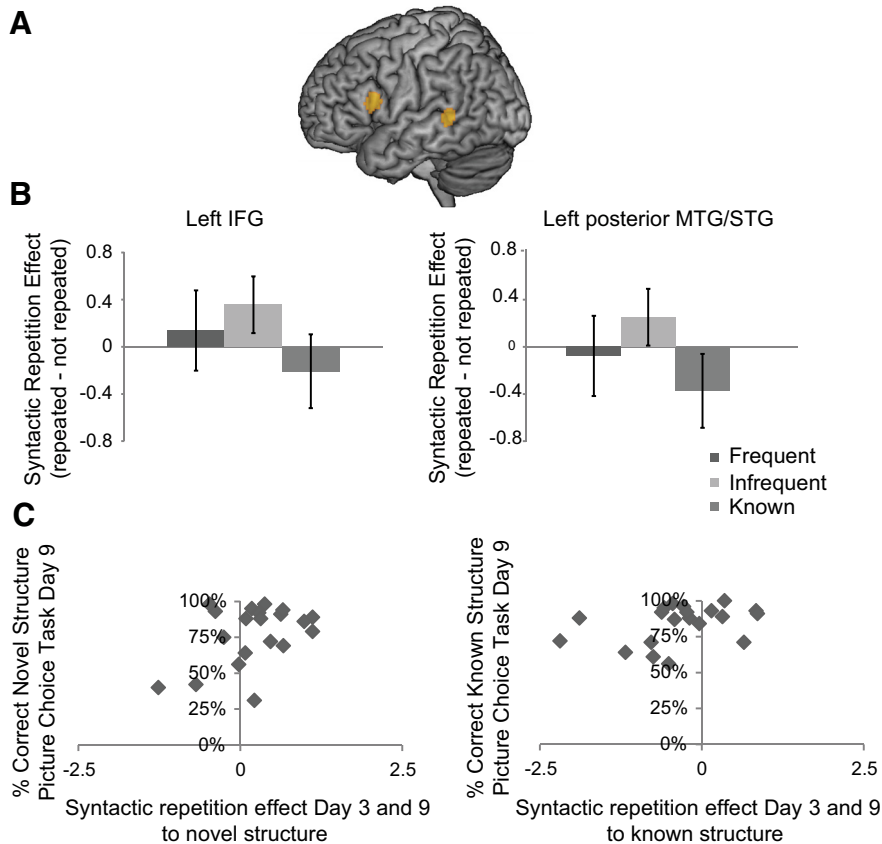 A
B
Left IFG
Syntactic Repetition Effect
(repeated - not repeated)
0.8
0.4
0
-0.4
-0.8
Left posterior MTG/STG
Syntactic Repetition Effect
(repeated - not repeated)
0.8
0.4
0
-0.4
-0.8
Frequent
Infrequent
Known
C
% Correct Novel Structure
Picture Choice Task Day 9
100%
75%
50%
25%
0%
-2.5 0 2.5
Syntactic repetition effect Day 3 and 9
to novel structure
% Correct Known Structure
Picture Choice Task Day 9
100%
75%
50%
25%
0%
-2.5 0 2.5
Syntactic repetition effect Day 3 and 9
to known structure